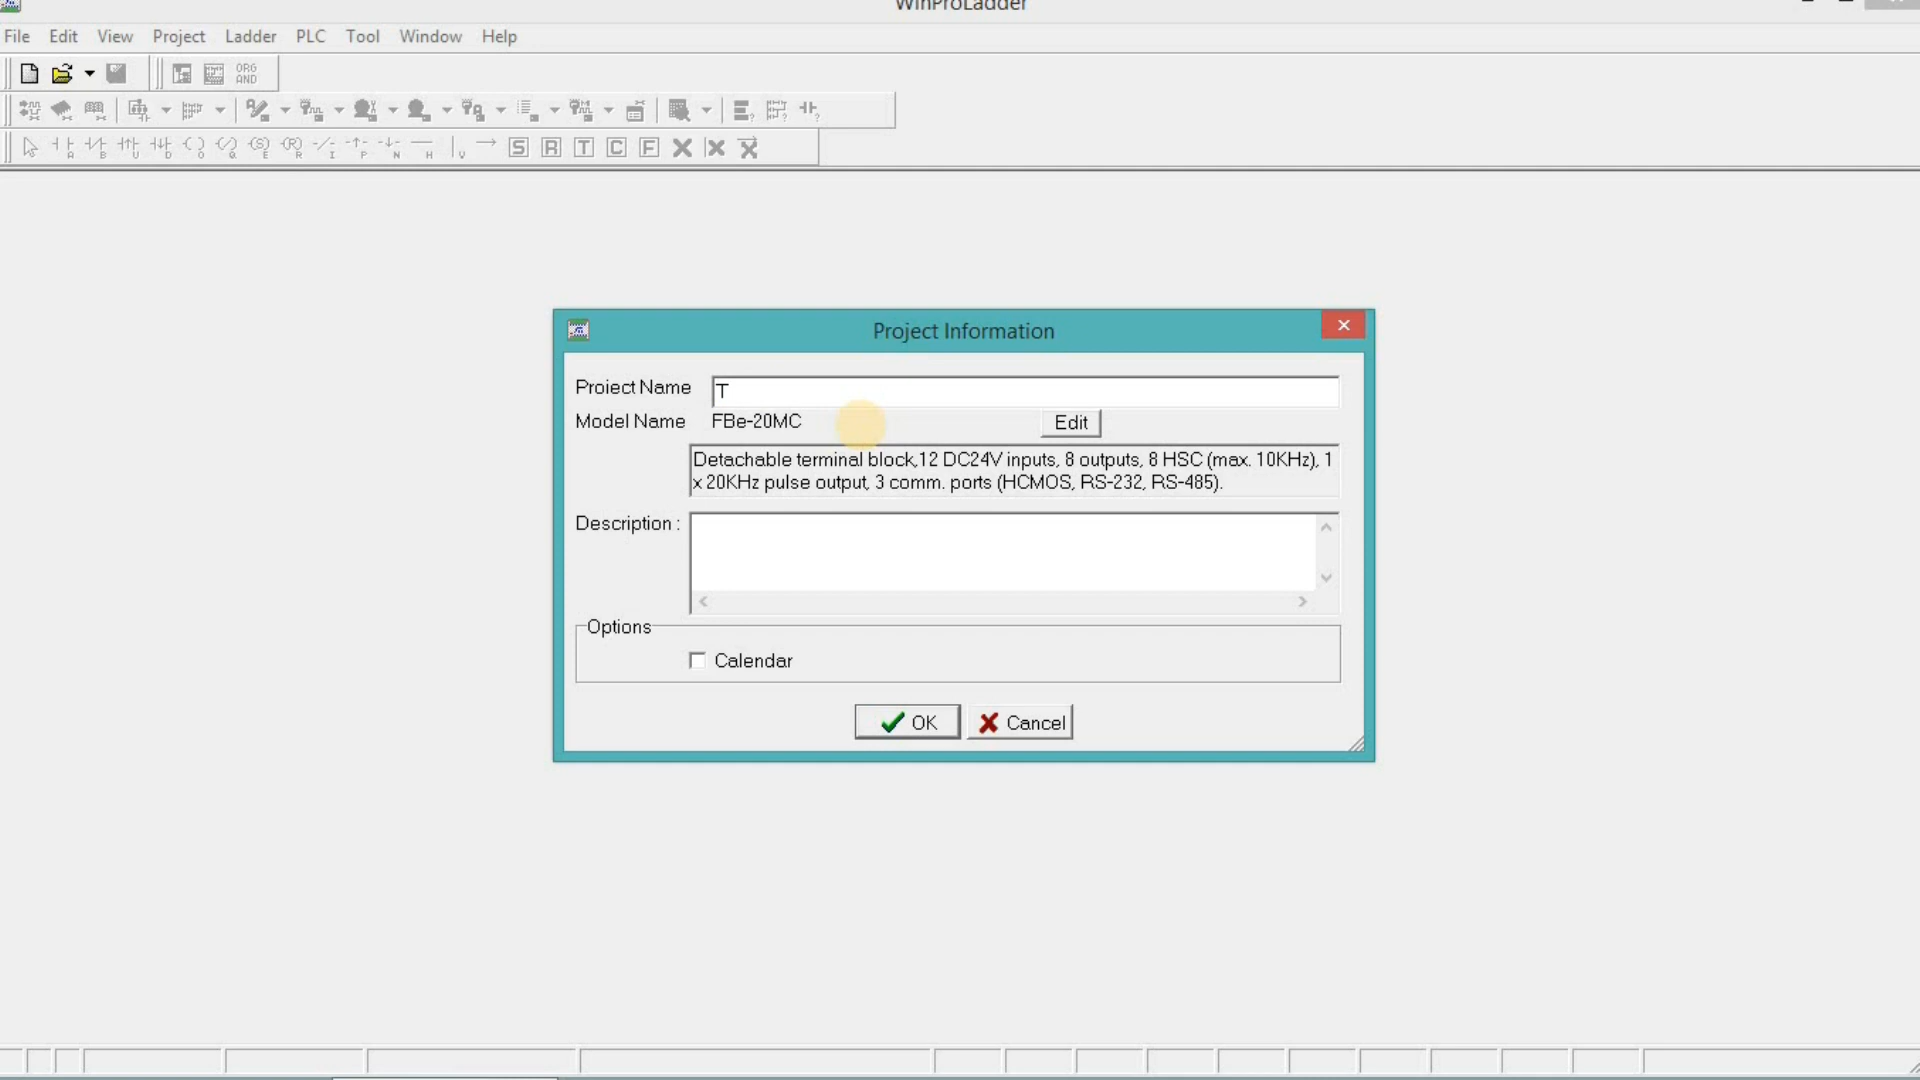 WinProLadder
File Edit View Project Ladder PLC Tool Window Help
ORG
AND
A B U D O Q E R I P N H V S R T C F
Project Information
Project Name T
Model Name FBe-20MC Edit
Detachable terminal block,12 DC24V inputs, 8 outputs, 8 HSC (max. 10KHz), 1
x 20KHz pulse output, 3 comm. ports (HCMOS, RS-232, RS-485).
Description :
Options
Calendar
OK Cancel